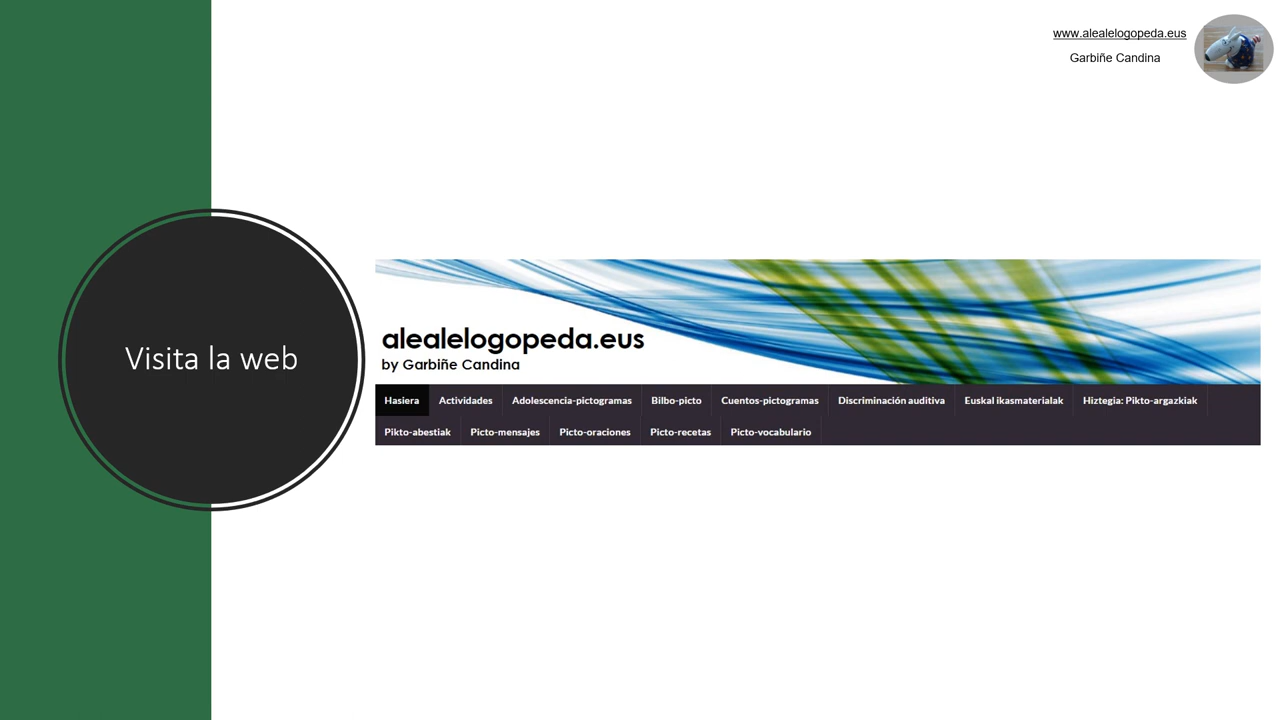 www.alealelogopeda.eus
Garbiñe Candina
Visita la web
alealelogopeda.eus
by Garbiñe Candina
Hasiera Actividades Adolescencia-pictogramas Bilbo-picto Cuentos-pictogramas Discriminación auditiva Euskal ikasmaterialak Hiztegia: Pikto-argazkiak
Pikto-abestiak Picto-mensajes Picto-oraciones Picto-recetas Picto-vocabulario